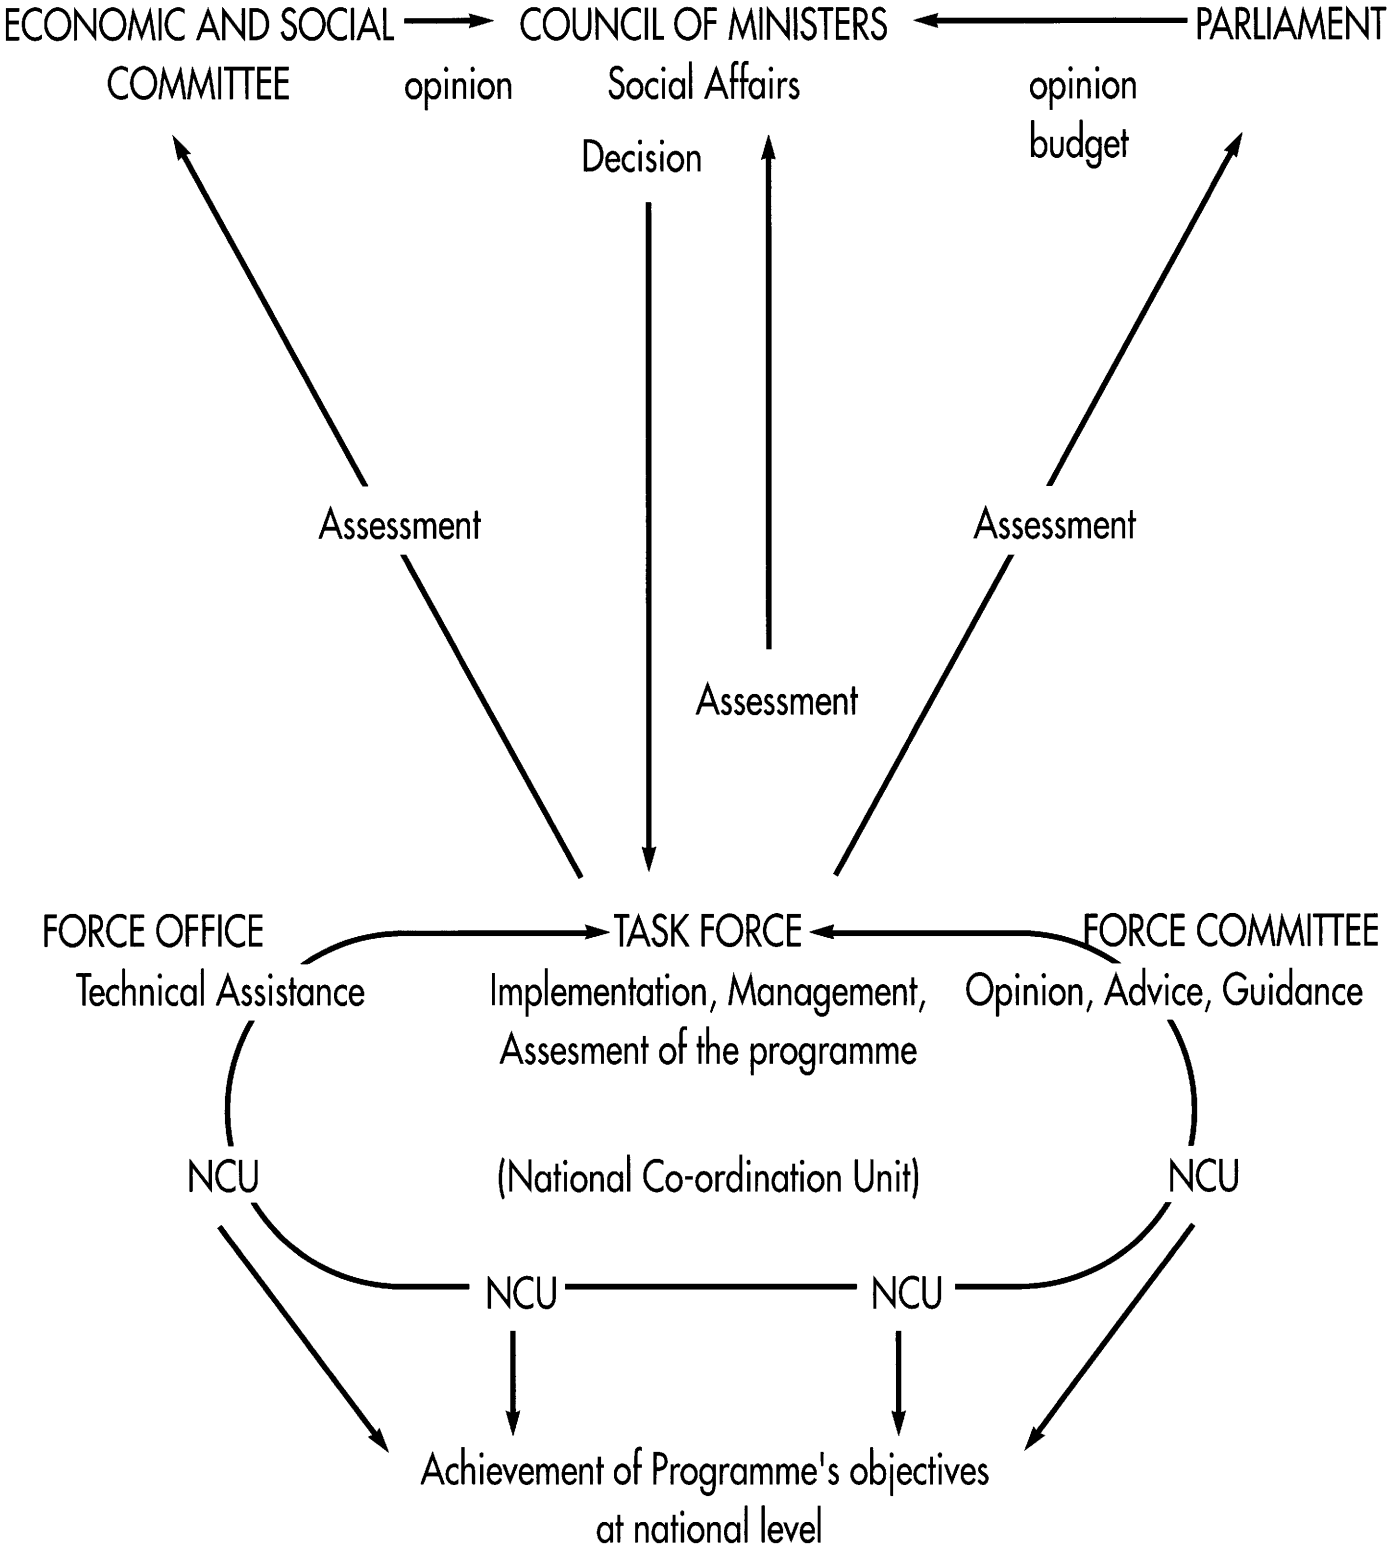 ECONOMIC AND SOCIAL COMMITTEE
opinion
COUNCIL OF MINISTERS
Social Affairs
Decision
PARLIAMENT
opinion
budget
Assessment
Assessment
Assessment
FORCE OFFICE
Technical Assistance
TASK FORCE
Implementation, Management,
Assesment of the programme
FORCE COMMITTEE
Opinion, Advice, Guidance
NCU
(National Co-ordination Unit)
NCU
NCU
NCU
Achievement of Programme's objectives
at national level